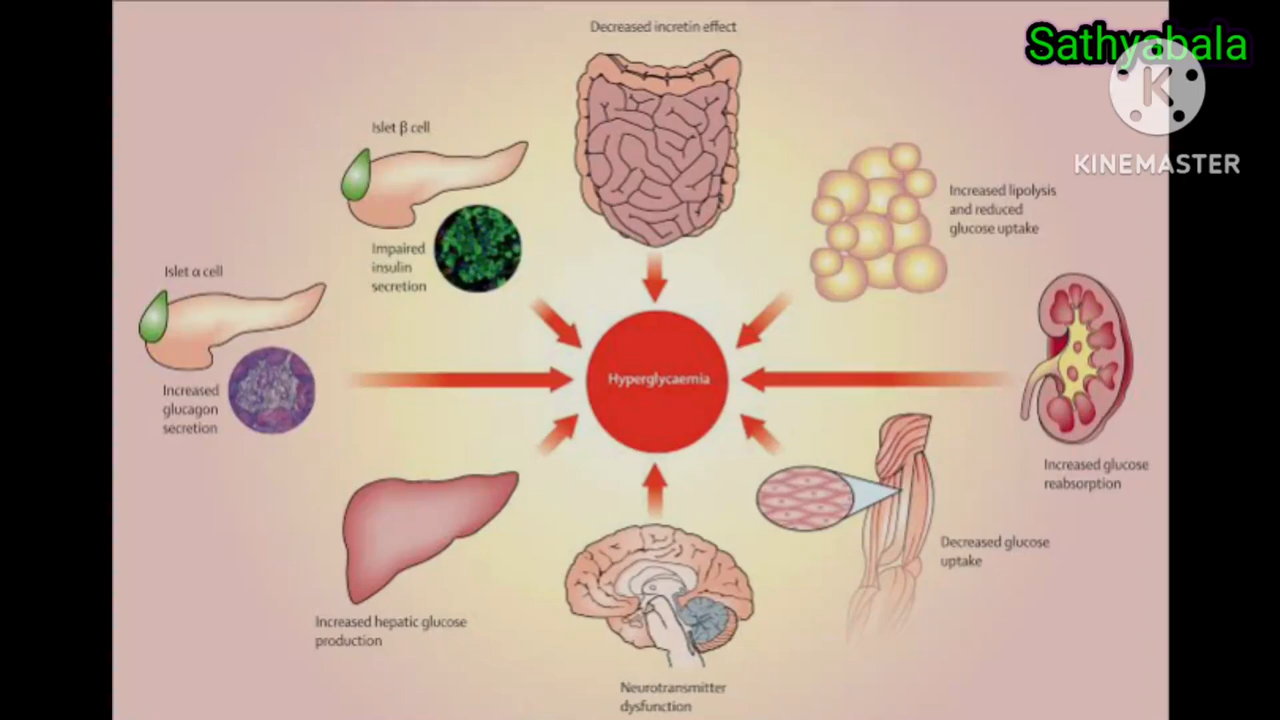 Decreased incretin effect
Sathyabala
K
KINEMASTER
Islet β cell
Impaired
insulin
secretion
Increased lipolysis
and reduced
glucose uptake
Islet α cell
Increased
glucagon
secretion
Hyperglycaemia
Increased glucose
reabsorption
Decreased glucose
uptake
Increased hepatic glucose
production
Neurotransmitter
dysfunction